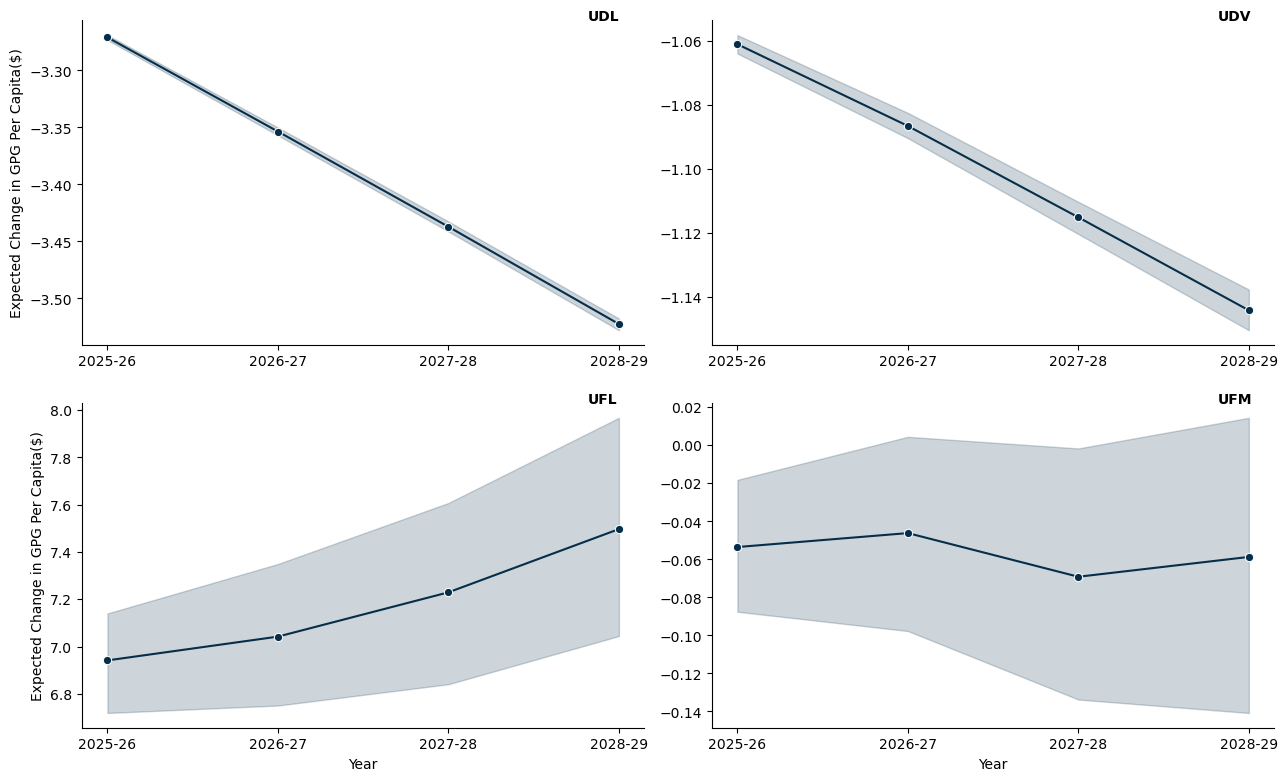 UDL
Expected Change in GPG Per Capita($)
−3.30
−3.35
−3.40
−3.45
−3.50
2025-26 2026-27 2027-28 2028-29
UDV
−1.06
−1.08
−1.10
−1.12
−1.14
2025-26 2026-27 2027-28 2028-29
UFL
Expected Change in GPG Per Capita($)
8.0
7.8
7.6
7.4
7.2
7.0
6.8
2025-26 2026-27 2027-28 2028-29
Year
UFM
0.02
0.00
−0.02
−0.04
−0.06
−0.08
−0.10
−0.12
−0.14
2025-26 2026-27 2027-28 2028-29
Year